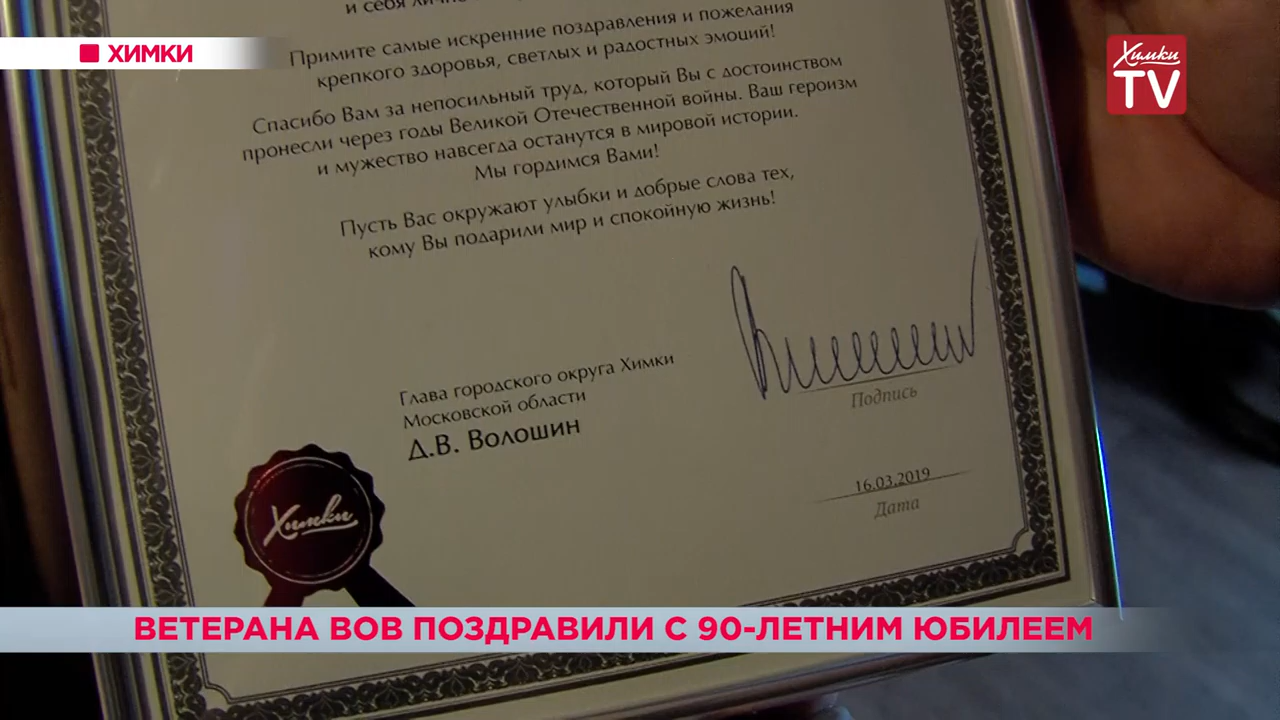 и себя лично
Примите самые искренние поздравления и пожелания
крепкого здоровья, светлых и радостных эмоций!
Спасибо Вам за непосильный труд, который Вы с достоинством
пронесли через годы Великой Отечественной войны. Ваш героизм
и мужество навсегда останутся в мировой истории.
Мы гордимся Вами!
Пусть Вас окружают улыбки и добрые слова тех,
кому Вы подарили мир и спокойную жизнь!
Глава городского округа Химки
Московской области
Д.В. Волошин
Подпись
16.03.2019
Дата
Химки
ХИМКИ
Химки
TV
ВЕТЕРАНА ВОВ ПОЗДРАВИЛИ С 90-ЛЕТНИМ ЮБИЛЕЕМ